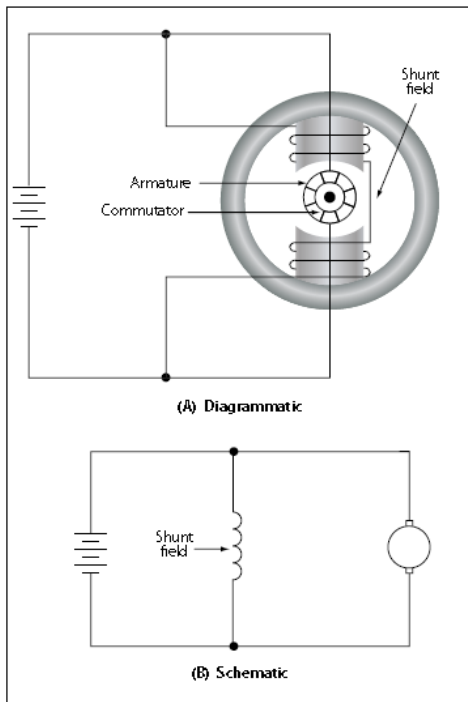 Shunt
field
Armature
Commutator
(A) Diagrammatic
Shunt
field
(B) Schematic